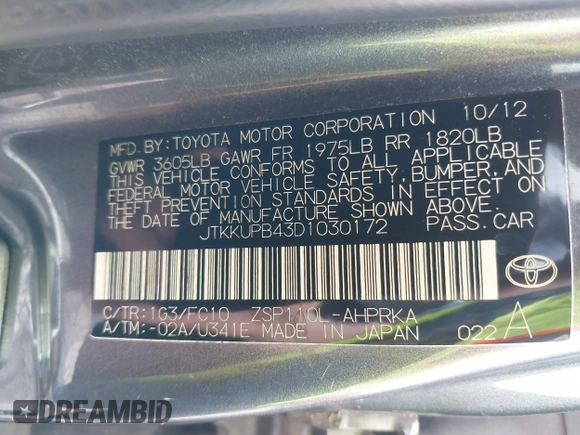 MFD.BY:TOYOTA MOTOR CORPORATION 10/12
GVWR 3605LB GAWR FR 1975LB RR 1820LB
THIS VEHICLE CONFORMS TO ALL APPLICABLE
FEDERAL MOTOR VEHICLE SAFETY, BUMPER, AND
THEFT PREVENTION STANDARDS IN EFFECT ON
THE DATE OF MANUFACTURE SHOWN ABOVE.
JTKKUPB43D1030172 PASS.CAR
C/TR:1G3/FC10 ZSP110L-AHPRKA
A/TM:-02A/U341E MADE IN JAPAN 022 A
DREAMBID